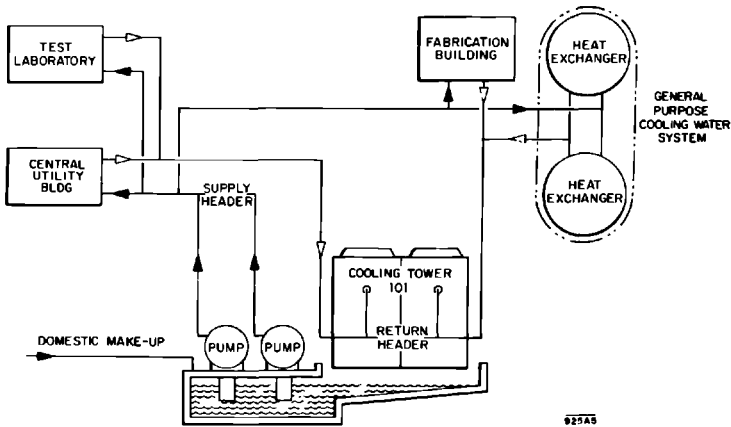 TEST
LABORATORY
FABRICATION
BUILDING
HEAT
EXCHANGER
GENERAL
PURPOSE
COOLING WATER
SYSTEM
CENTRAL
UTILITY
BLDG
SUPPLY
HEADER
HEAT
EXCHANGER
COOLING TOWER
101
RETURN
HEADER
DOMESTIC MAKE-UP
PUMP
PUMP
925A5